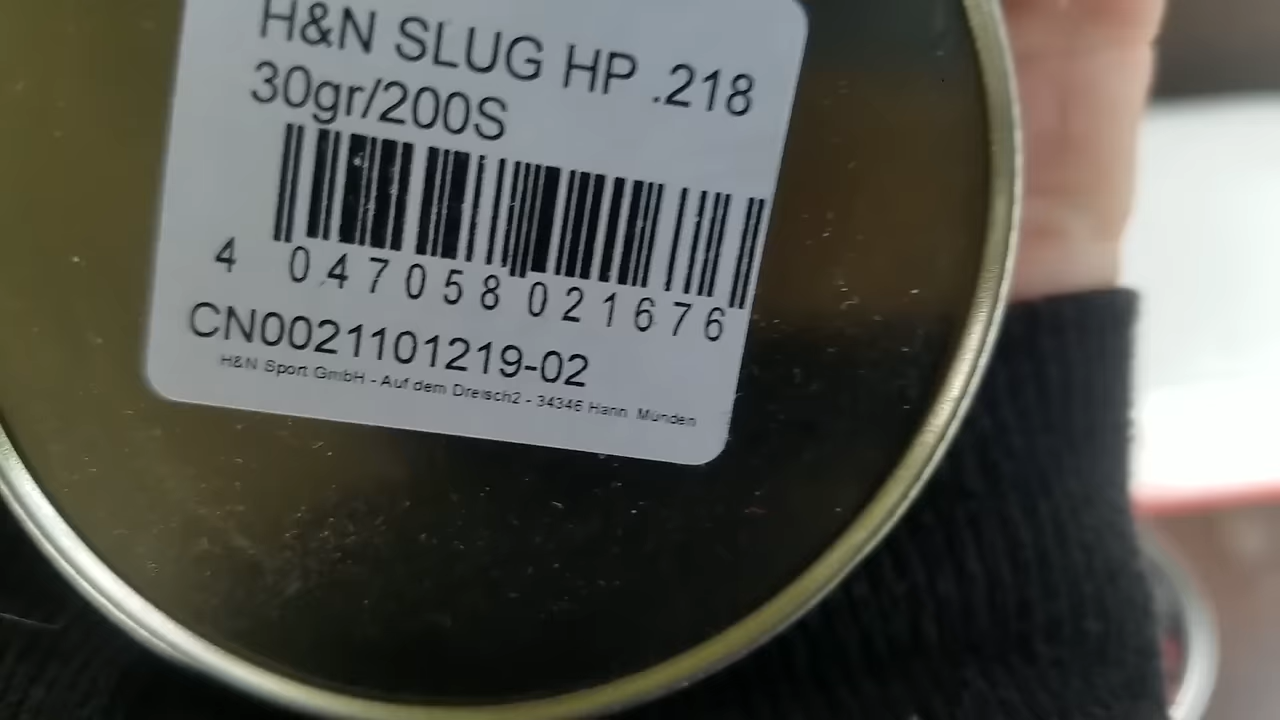 H&N SLUG HP .218
30gr/200S
4 047058 021676
CN0021101219-02
H&N Sport GmbH - Auf dem Dreisch2 - 34346 Hann. Münden